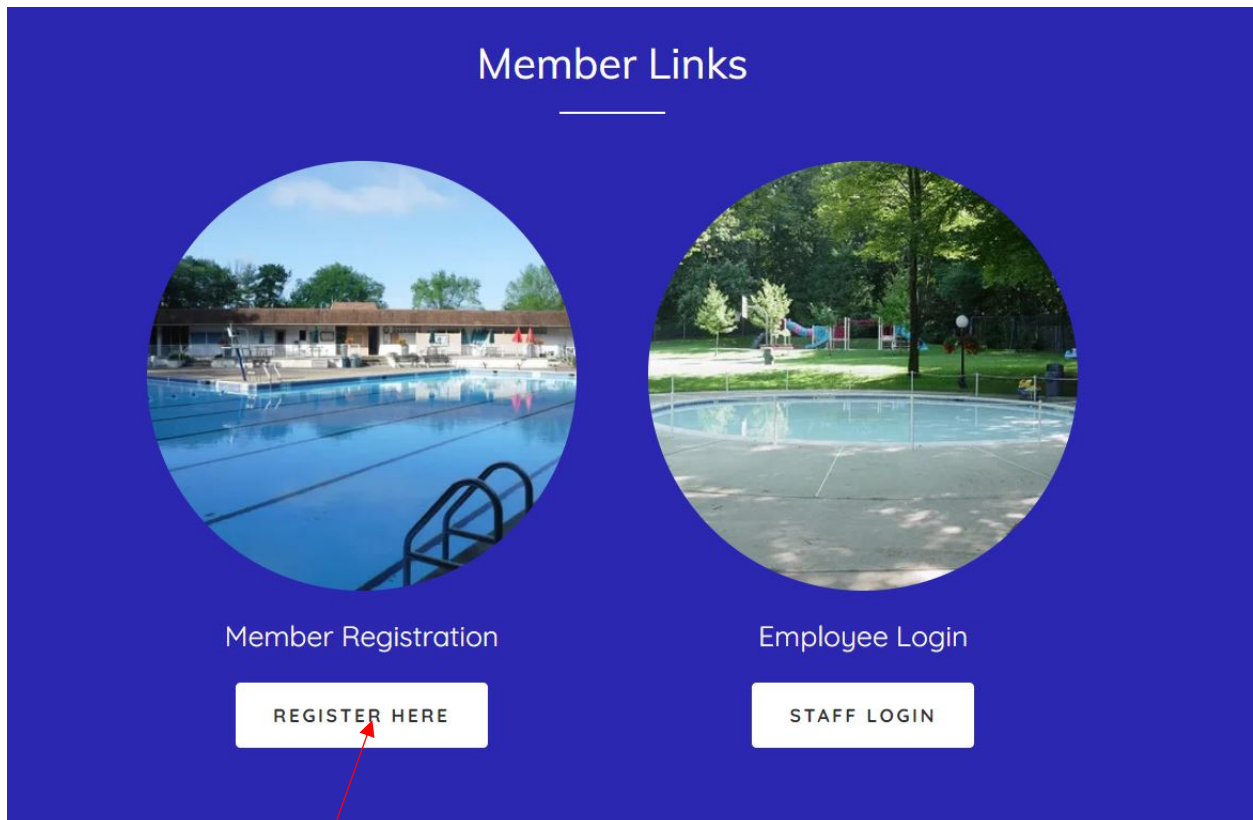 Member Links
Member Registration
Employee Login
REGISTER HERE
STAFF LOGIN